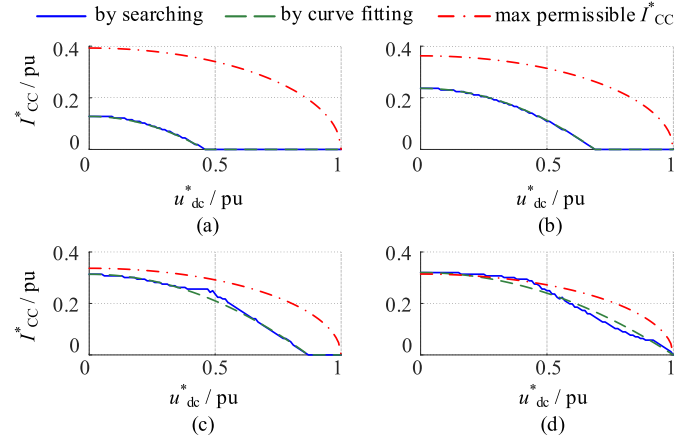 by searching by curve fitting max permissible I*CC
0.4 0.4
I*CC / pu 0.2 0.2
0 0
0 0.5 1 0 0.5 1
u*dc / pu u*dc / pu
(a) (b)
0.4 0.4
I*CC / pu 0.2 0.2
0 0
0 0.5 1 0 0.5 1
u*dc / pu u*dc / pu
(c) (d)